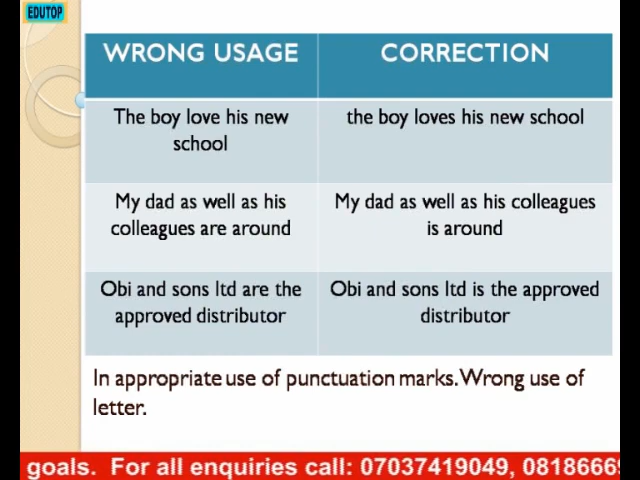 EDUTOP
WRONG USAGE
CORRECTION
The boy love his new
school
the boy loves his new school
My dad as well as his
colleagues are around
My dad as well as his colleagues
is around
Obi and sons ltd are the
approved distributor
Obi and sons ltd is the approved
distributor
In appropriate use of punctuation marks. Wrong use of
letter.
goals. For all enquiries call: 07037419049, 0818666